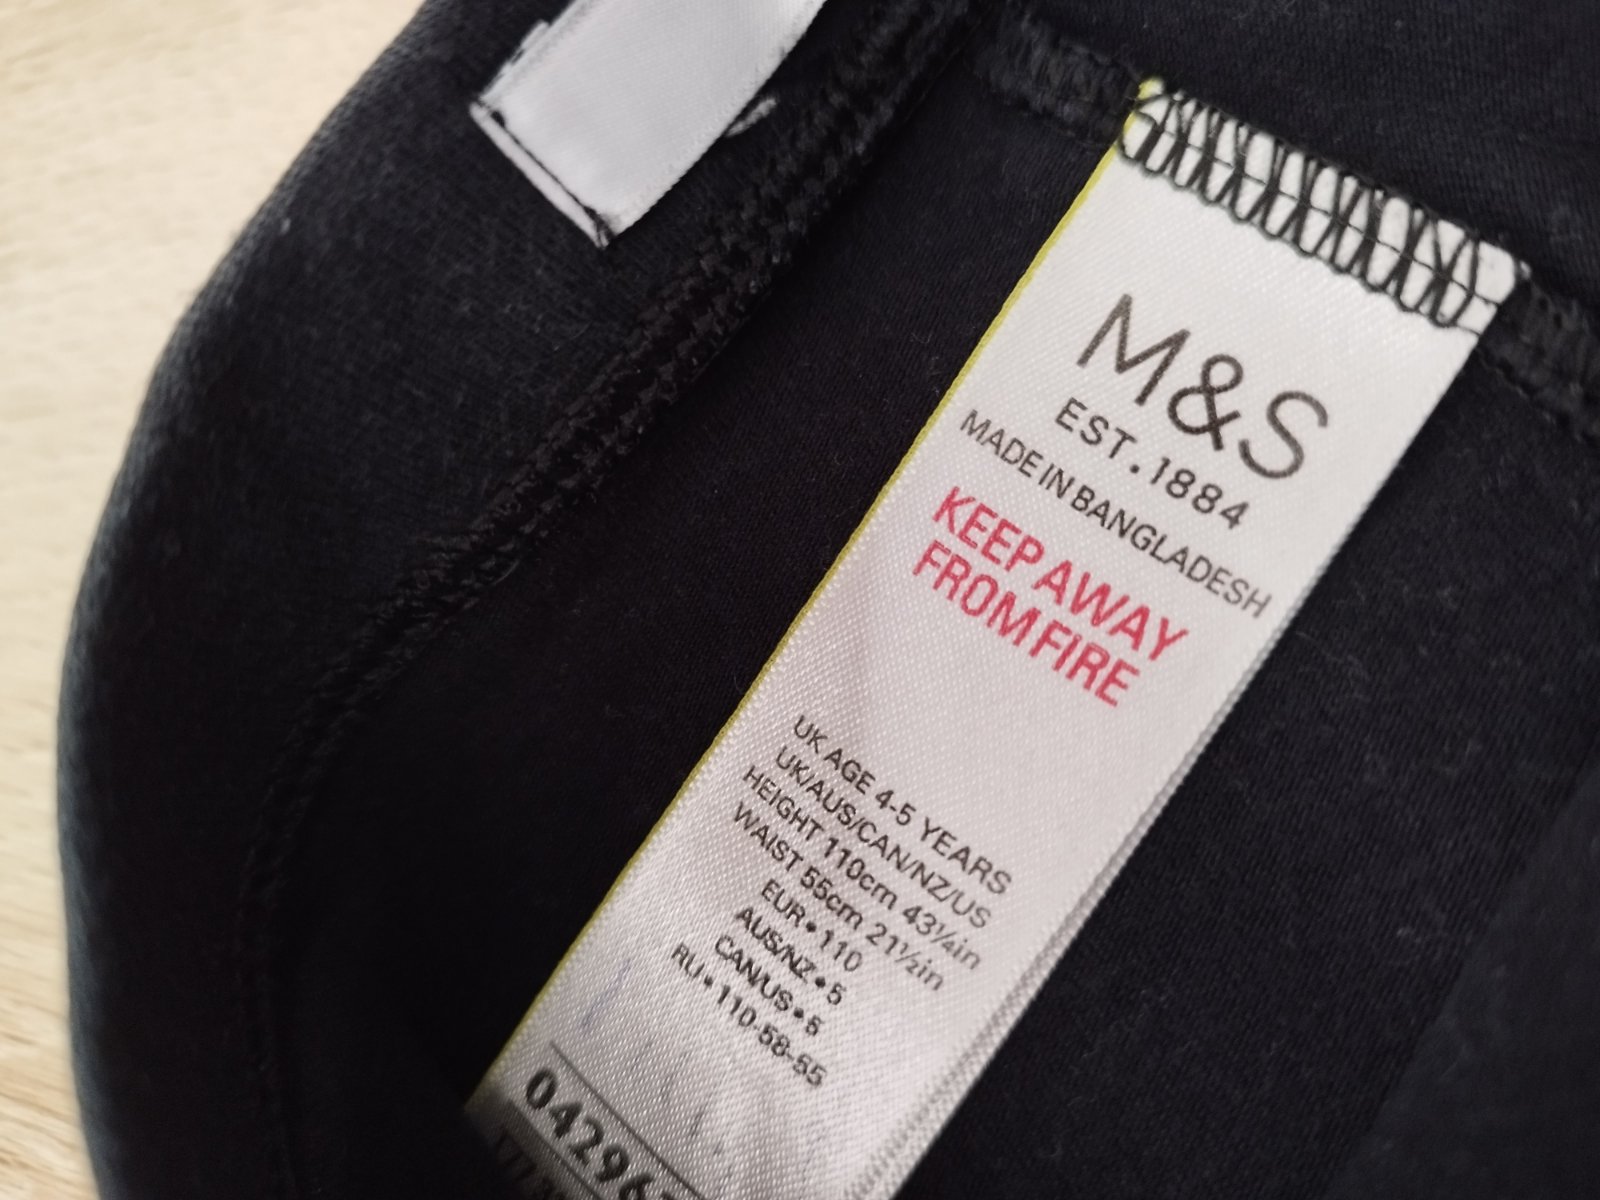 M&S
EST. 1884
MADE IN BANGLADESH
KEEP AWAY
FROM FIRE
UK AGE 4-5 YEARS
UK/AUS/CAN/NZ/US
HEIGHT 110cm 43¼in
WAIST 55cm 21½in
EUR•110
AUS/NZ•5
CAN/US•5
RU•110-58-55